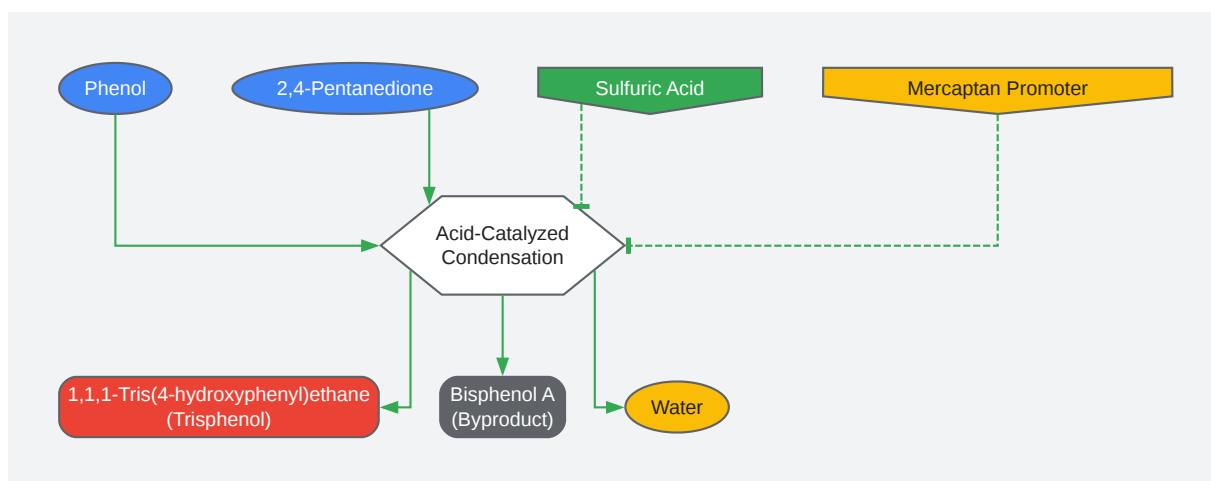 Phenol
2,4-Pentanedione
Sulfuric Acid
Mercaptan Promoter
Acid-Catalyzed
Condensation
1,1,1-Tris(4-hydroxyphenyl)ethane
(Trisphenol)
Bisphenol A
(Byproduct)
Water